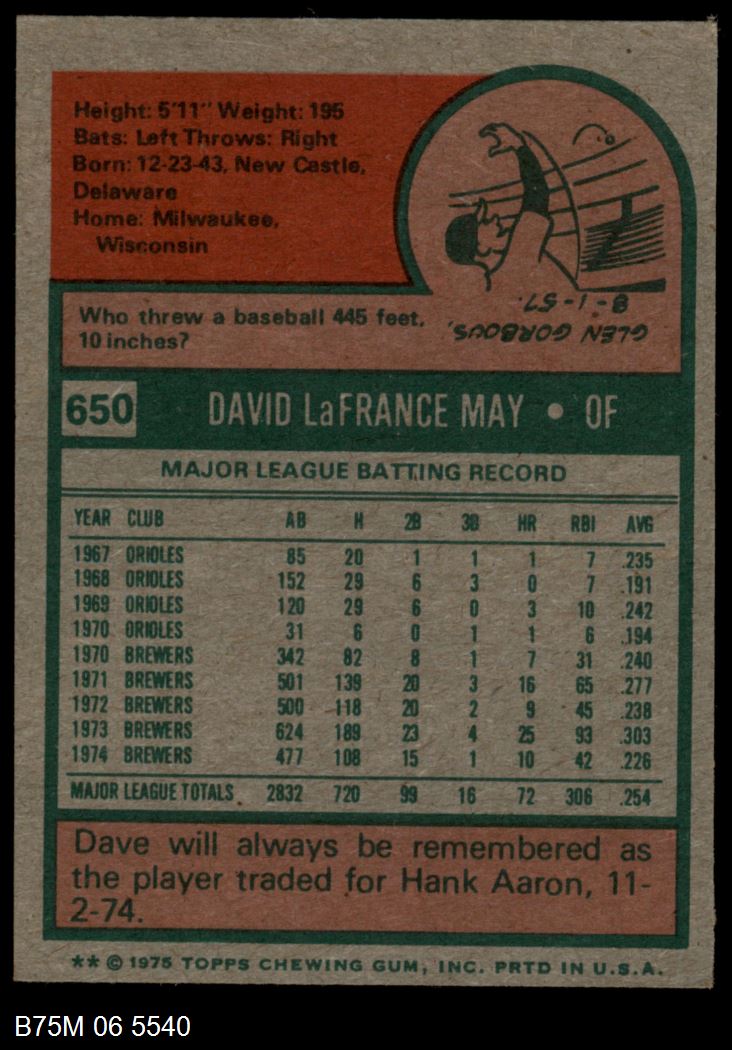 Height: 5'11" Weight: 195
Bats: Left Throws: Right
Born: 12-23-43, New Castle,
Delaware
Home: Milwaukee,
Wisconsin
Who threw a baseball 445 feet,
10 inches?
GLEN GORBOUS,
8-1-57.
650 DAVID LaFRANCE MAY • OF
MAJOR LEAGUE BATTING RECORD
YEAR CLUB AB H 2B 3B HR RBI AVG
1967 ORIOLES 85 20 1 1 1 7 .235
1968 ORIOLES 152 29 6 3 0 7 .191
1969 ORIOLES 120 29 6 0 3 10 .242
1970 ORIOLES 31 6 0 1 1 6 .194
1970 BREWERS 342 82 8 1 7 31 .240
1971 BREWERS 501 139 20 3 16 65 .277
1972 BREWERS 500 118 20 2 9 45 .238
1973 BREWERS 624 189 23 4 25 93 .303
1974 BREWERS 477 108 15 1 10 42 .226
MAJOR LEAGUE TOTALS 2832 720 99 16 72 306 .254
Dave will always be remembered as
the player traded for Hank Aaron, 11-
2-74.
** © 1975 TOPPS CHEWING GUM, INC. PRTD IN U.S.A.
B75M 06 5540